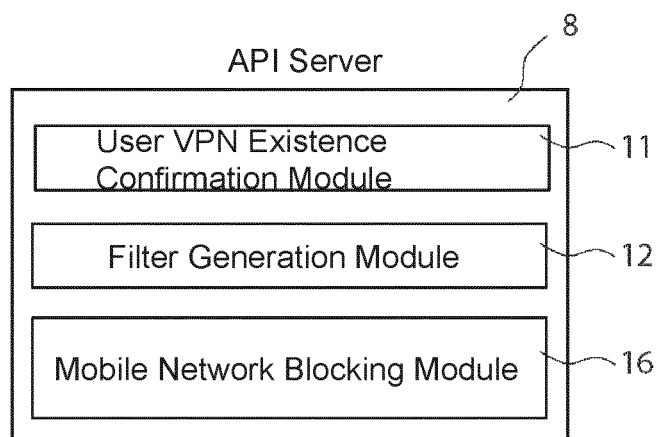 8
API Server
User VPN Existence
Confirmation Module
11
Filter Generation Module
12
Mobile Network Blocking Module
16